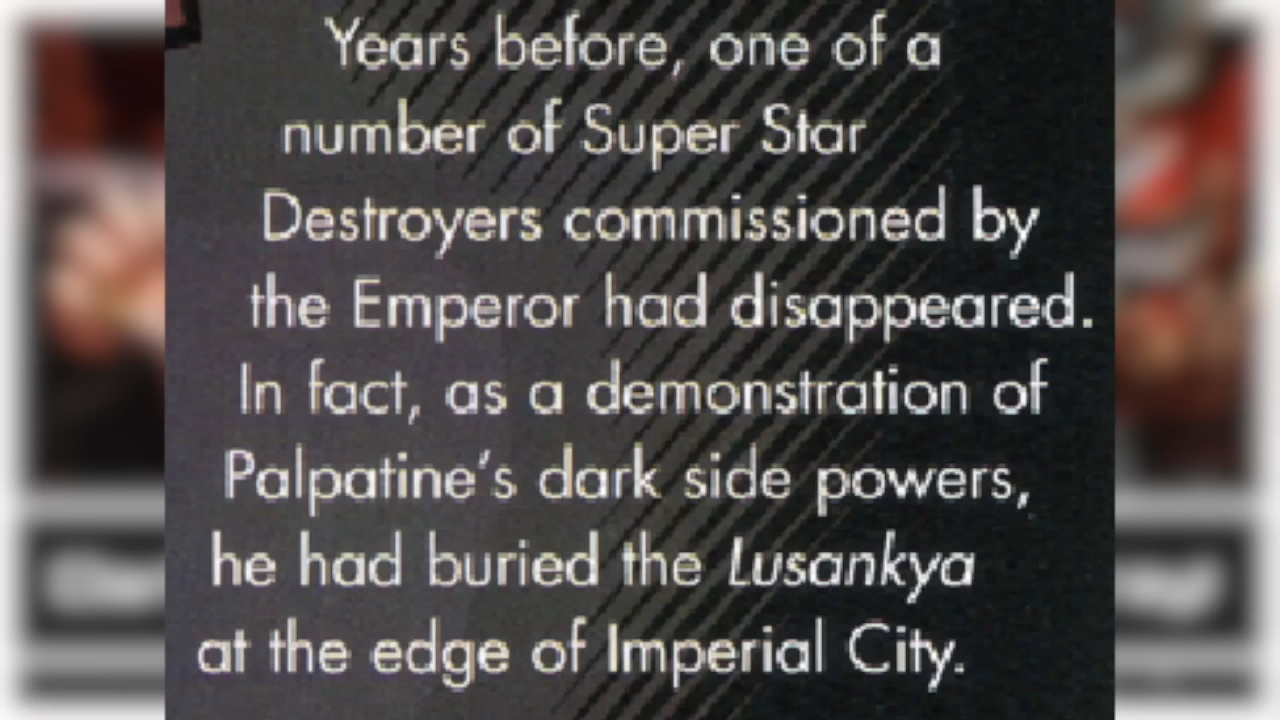 Years before, one of a
number of Super Star
Destroyers commissioned by
the Emperor had disappeared.
In fact, as a demonstration of
Palpatine’s dark side powers,
he had buried the Lusankya
at the edge of Imperial City.